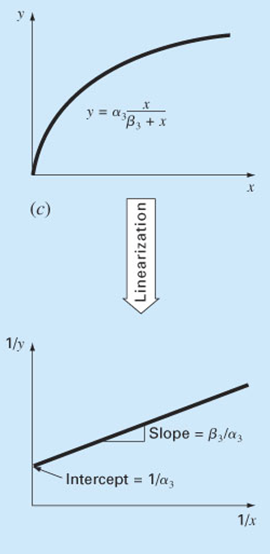 y
y = α₃ x / β₃ + x
x
(c)
Linearization
1/y
Slope = β₃/α₃
Intercept = 1/α₃
1/x